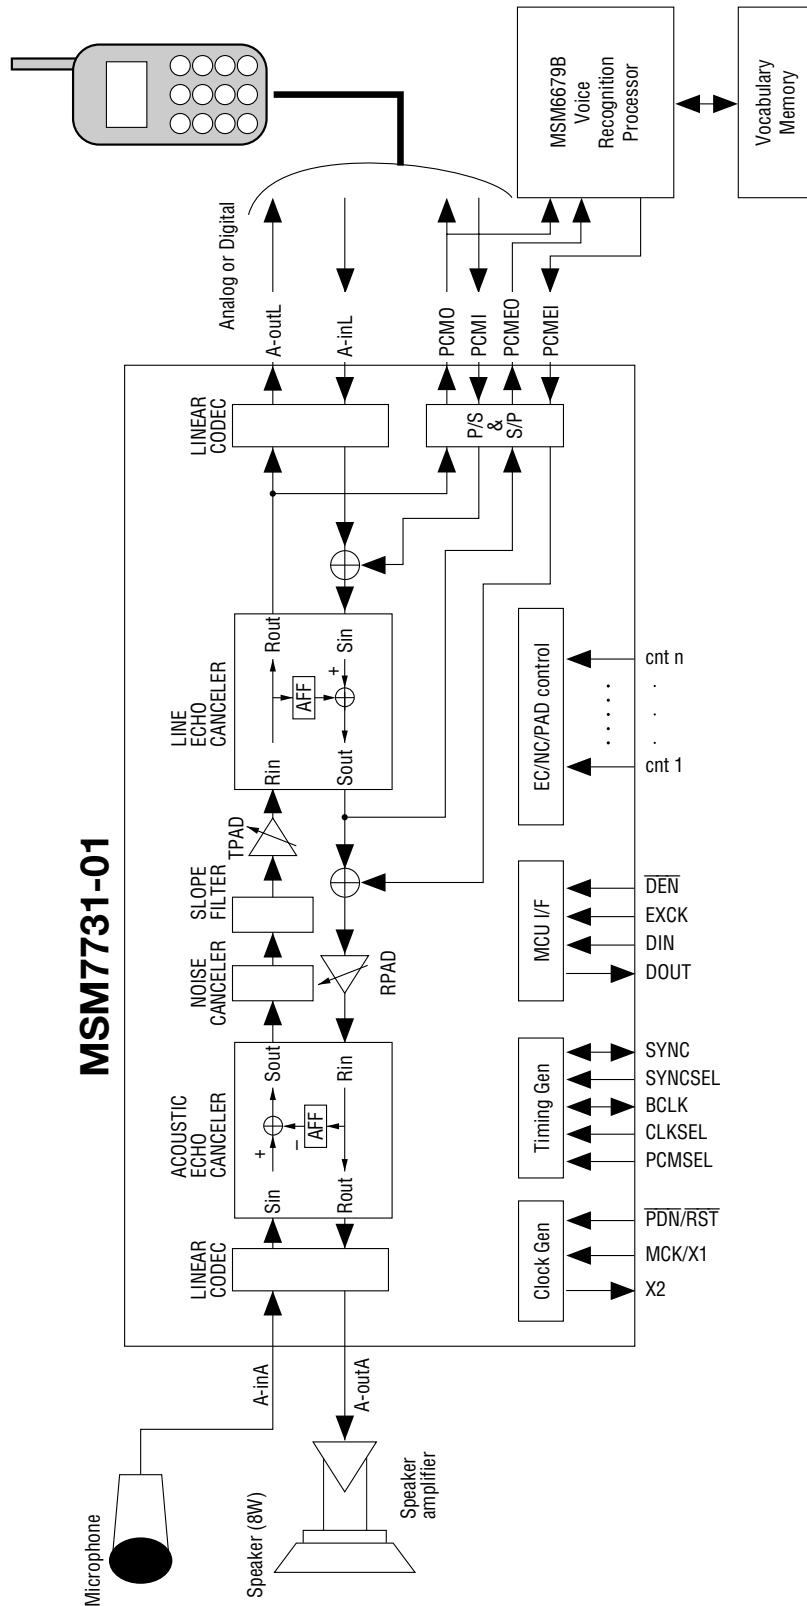 MSM7731-01
Microphone
Speaker (8W)
Speaker
amplifier
A-inA
A-outA
LINEAR
CODEC
ACOUSTIC
ECHO
CANCELER
Sin
+
Sout
−
AFF
Rout
Rin
NOISE
CANCELER
SLOPE
FILTER
TPAD
RPAD
LINE
ECHO
CANCELER
Rin
Rout
AFF
+
Sout
Sin
LINEAR
CODEC
P/S
&
S/P
Analog or Digital
A-outL
A-inL
PCMO
PCMI
PCMEO
PCMEI
MSM6679B
Voice
Recognition
Processor
Vocabulary
Memory
Clock Gen
X2
MCK/X1
PDN/RST
Timing Gen
PCMSEL
CLKSEL
BCLK
SYNCSEL
SYNC
MCU I/F
DOUT
DIN
EXCK
DEN
EC/NC/PAD control
cnt 1
cnt n